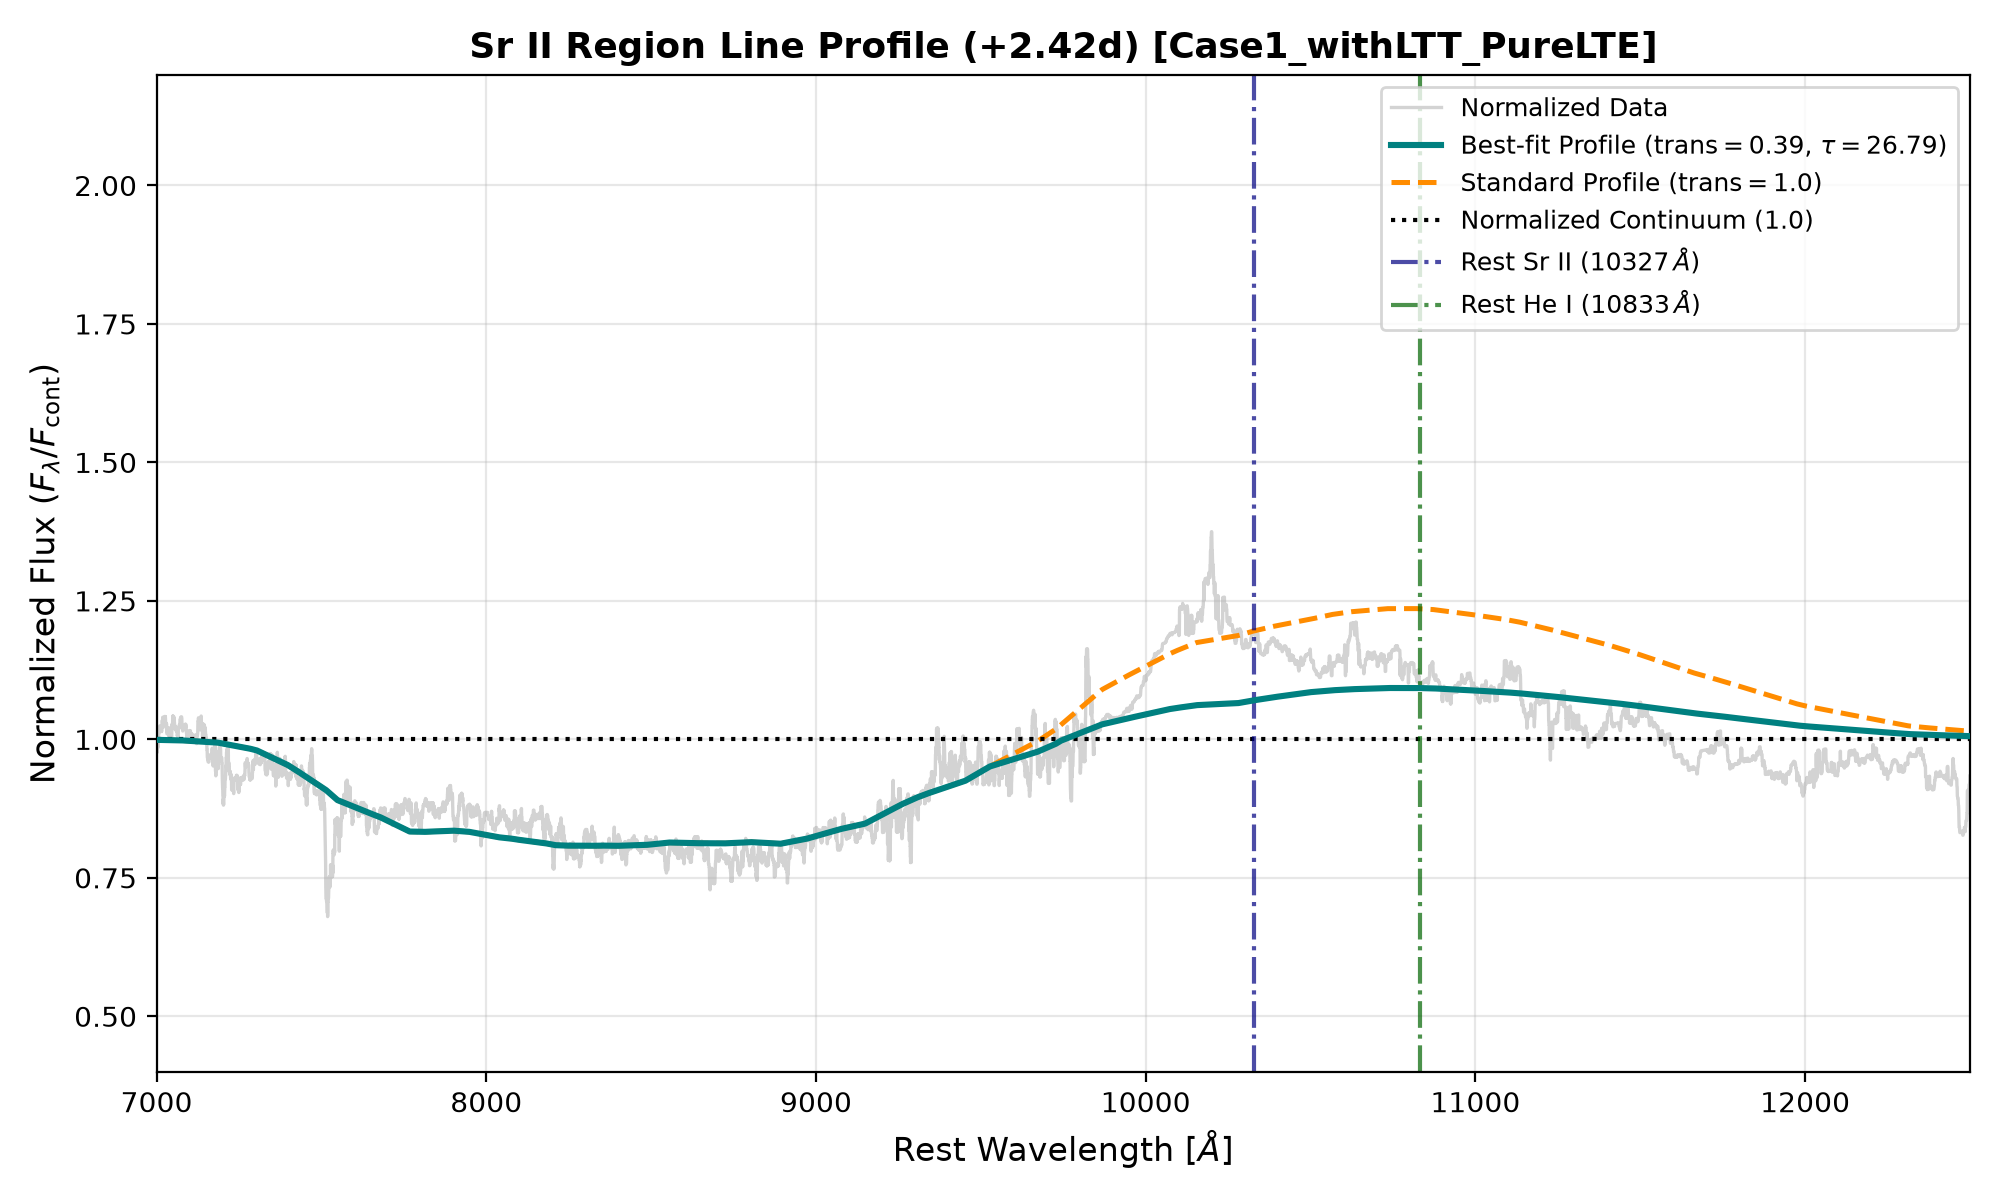 Sr II Region Line Profile (+2.42d) [Case1_withLTT_PureLTE]
Normalized Data
Best-fit Profile (trans = 0.39, τ = 26.79)
Standard Profile (trans = 1.0)
Normalized Continuum (1.0)
Rest Sr II (10327 Å)
Rest He I (10833 Å)
Normalized Flux (Fλ/Fcont)
2.00
1.75
1.50
1.25
1.00
0.75
0.50
7000 8000 9000 10000 11000 12000
Rest Wavelength [Å]